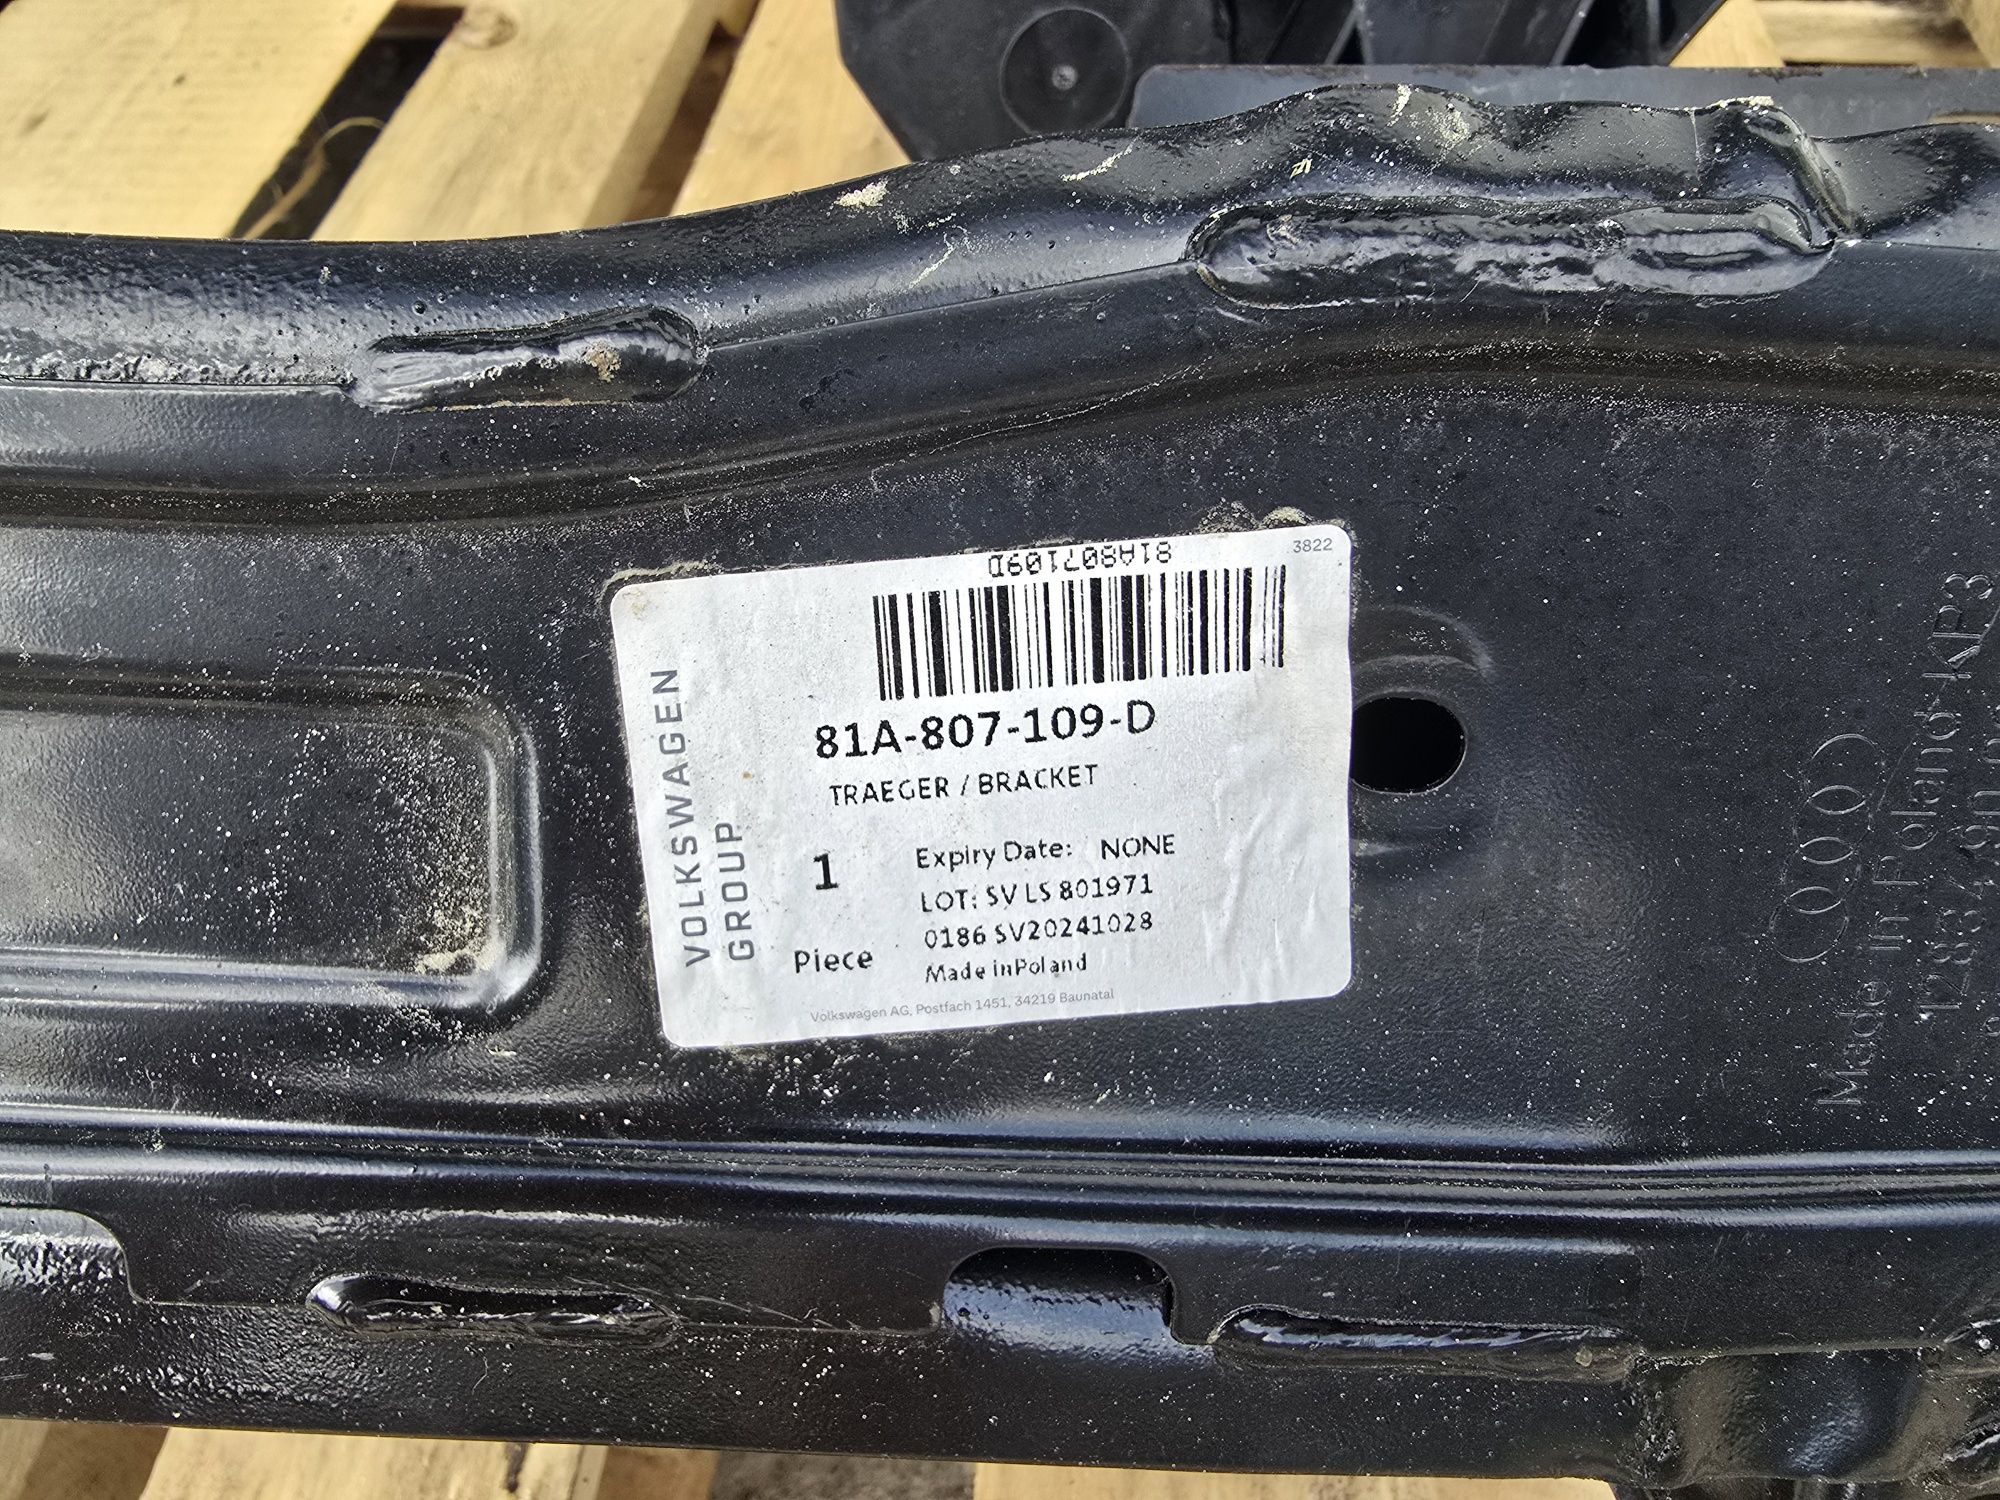 81A807109D
3822
81A-807-109-D
TRAEGER / BRACKET
VOLKSWAGEN
GROUP
1
Piece
Expiry Date: NONE
LOT: SV LS 801971
0186 SV20241028
Made in Poland
Volkswagen AG, Postfach 1451, 34219 Baunatal
Made in Poland KP3